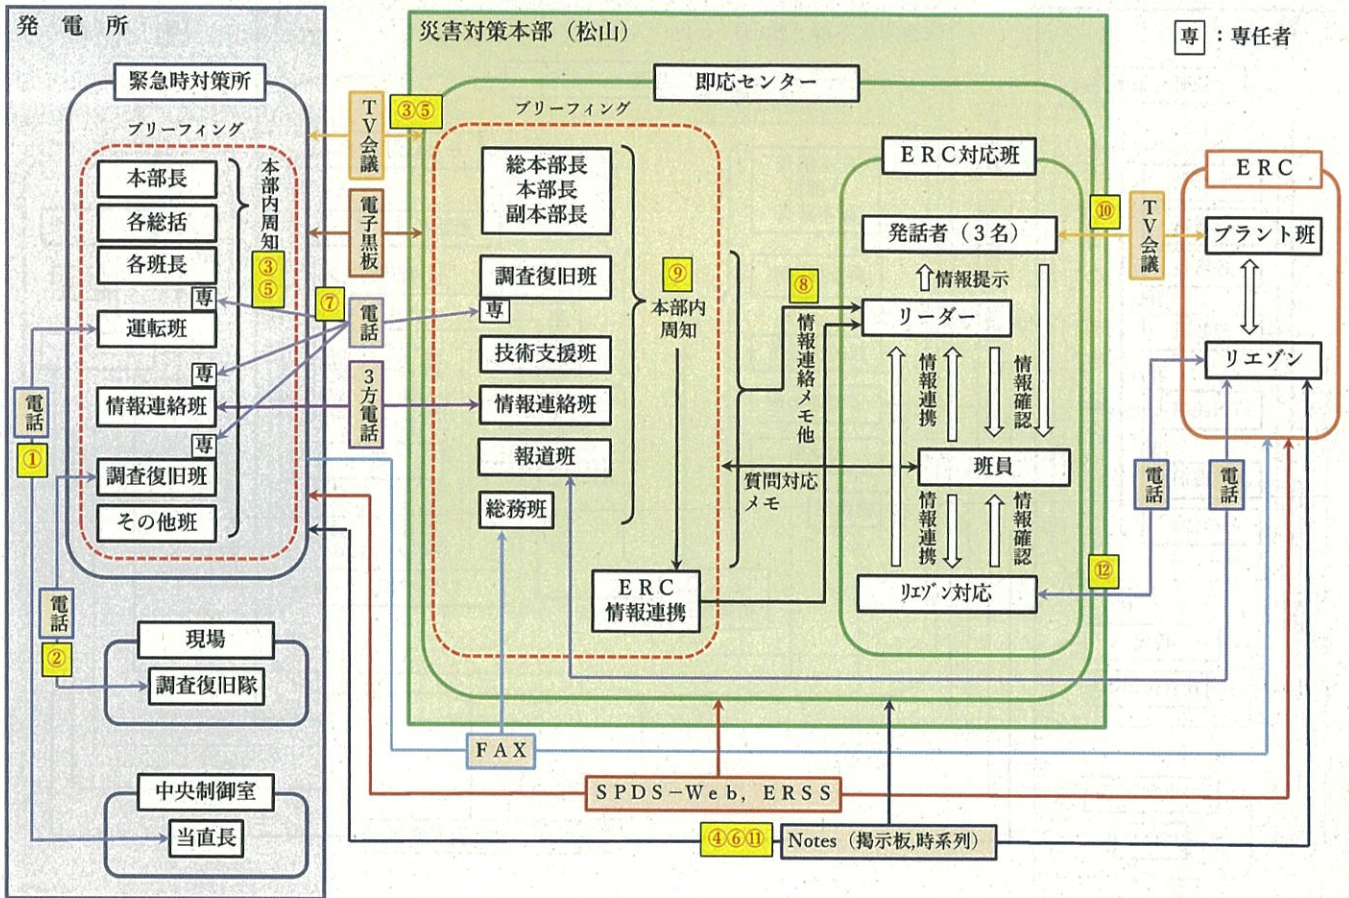 発電所
緊急時対策所
ブリーフィング
本部長
各総括
各班長
専
運転班
専
情報連絡班
専
調査復旧班
その他班
本部内周知
③
⑤
電話
①
電話
②
現場
調査復旧隊
中央制御室
当直長
TV会議
③⑤
電子黒板
⑦
電話
3方電話
災害対策本部(松山)
即応センター
ブリーフィング
総本部長
本部長
副本部長
調査復旧班
専
技術支援班
情報連絡班
報道班
総務班
⑨
本部内
周知
ERC
情報連携
⑧
情報連絡メモ他
質問対応
メモ
ERC対応班
発話者(3名)
情報提示
リーダー
情報連携
情報確認
班員
情報連携
情報確認
リエゾン対応
⑩
TV会議
⑫
電話
電話
専:専任者
ERC
プラント班
リエゾン
FAX
SPDS-Web, ERSS
④⑥⑪
Notes(掲示板,時系列)